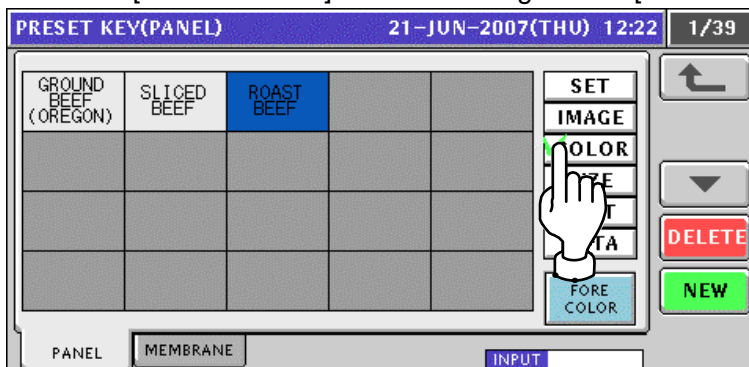 PRESET KEY(PANEL) 21-JUN-2007(THU) 12:22 1/39
GROUND
BEEF
(OREGON)
SLICED
BEEF
ROAST
BEEF
SET
IMAGE
COLOR
DELETE
NEW
FORE
COLOR
PANEL
MEMBRANE
INPUT